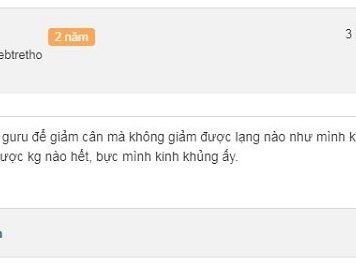 2 năm
3
ebtretho
guru để giảm cân mà không giảm được lạng nào như mình k
ược kg nào hết, bực mình kinh khủng ấy.